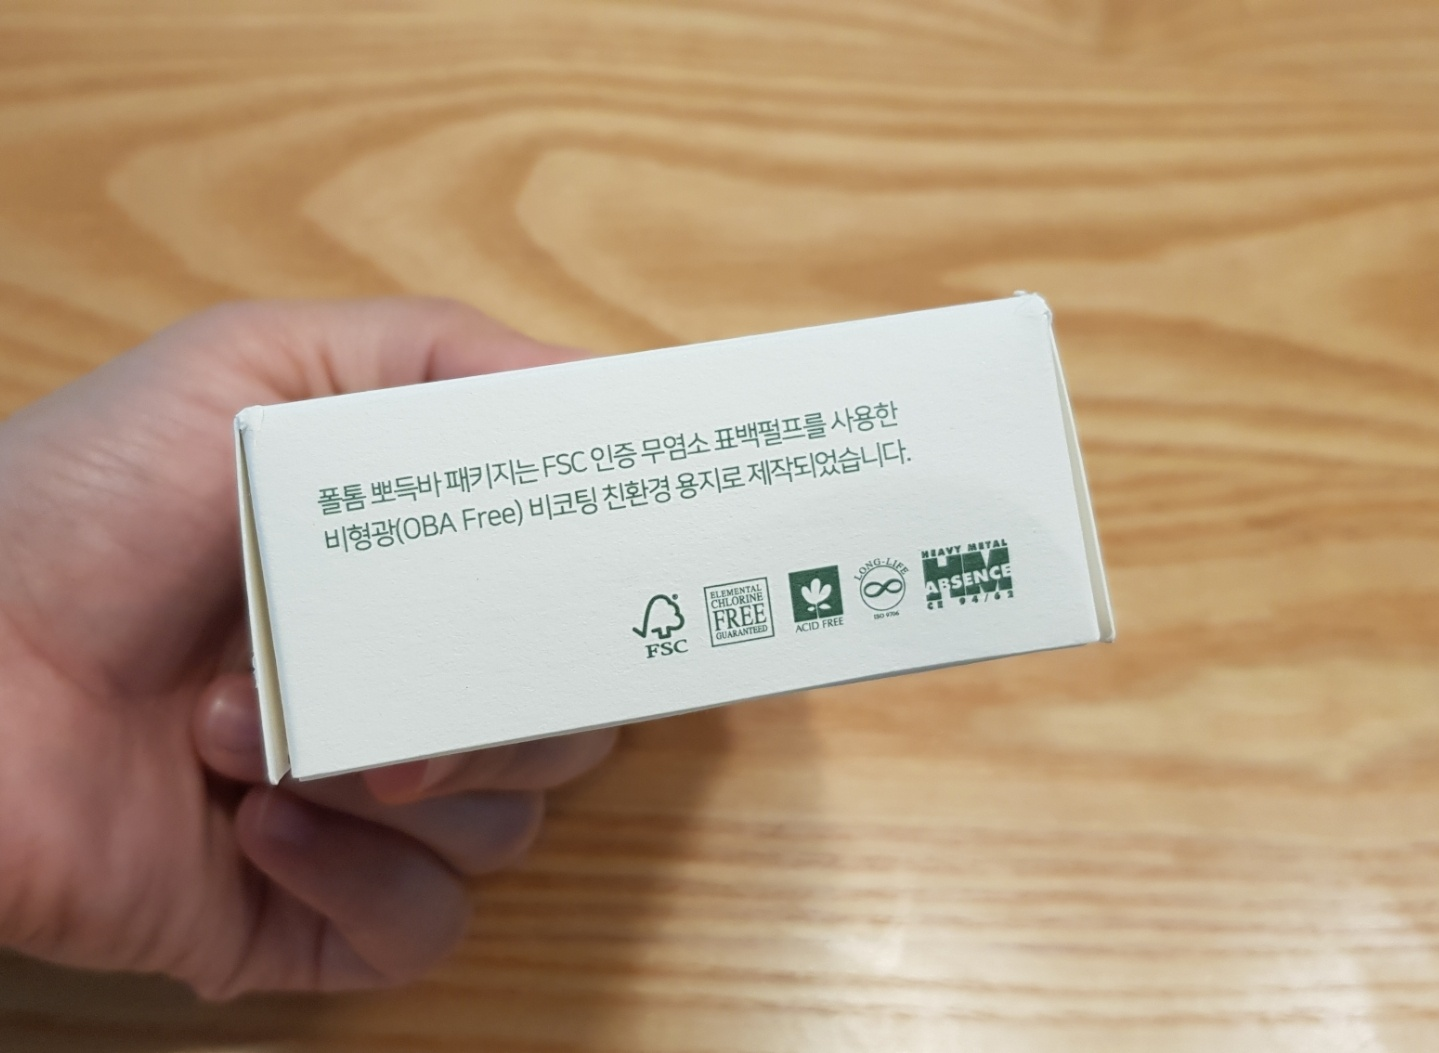 폴톰 뽀득바 패키지는 FSC 인증 무염소 표백펄프를 사용한
비형광(OBA Free) 비코팅 친환경 용지로 제작되었습니다.
FSC
ELEMENTAL
CHLORINE
FREE
GUARANTEED
ACID FREE
LONG-LIFE
ISO 9706
HEAVY METAL
HM
ABSENCE
CE 94/62